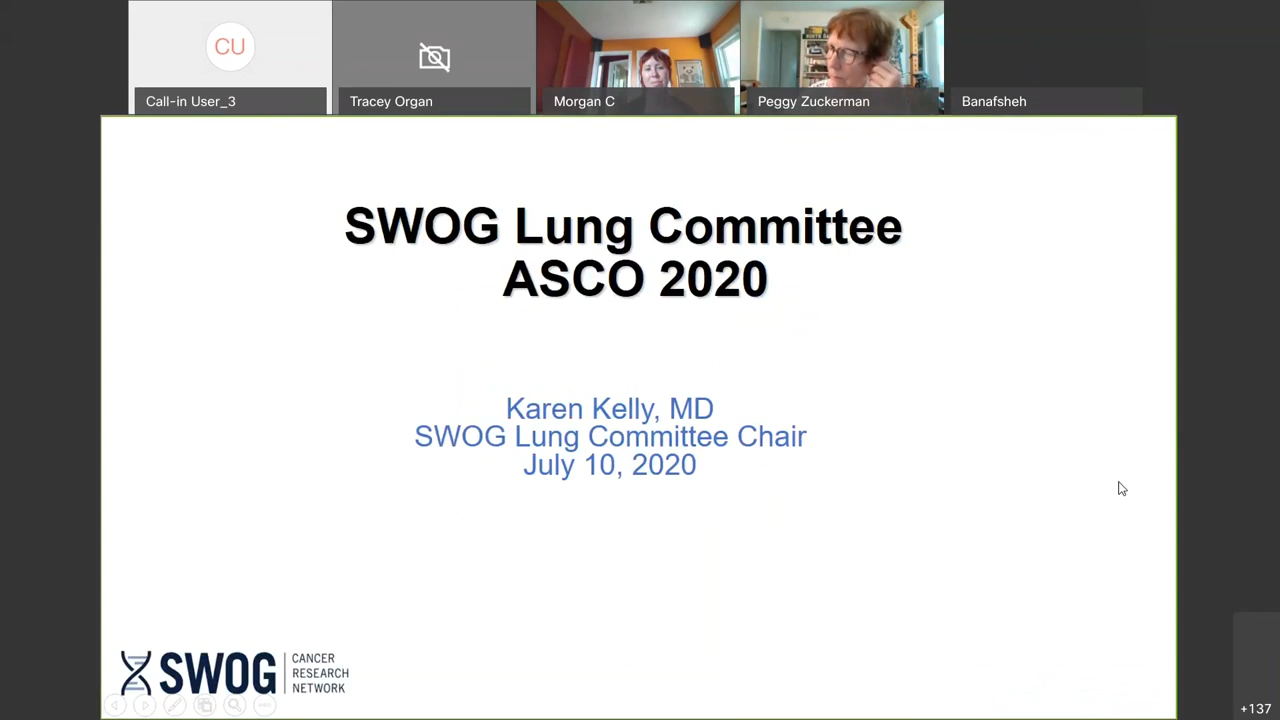 CU
Call-in User_3
Tracey Organ
Morgan C
Peggy Zuckerman
Banafsheh
SWOG Lung Committee
ASCO 2020
Karen Kelly, MD
SWOG Lung Committee Chair
July 10, 2020
SWOG
CANCER
RESEARCH
NETWORK
+137